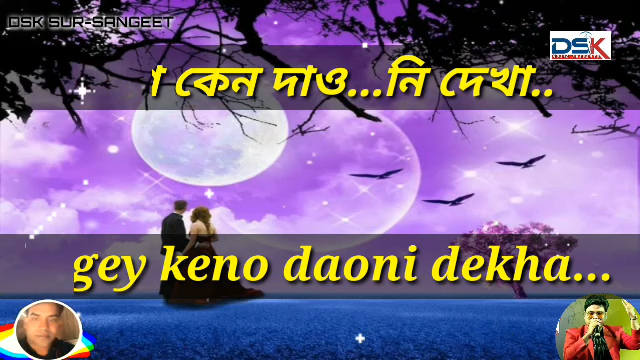 DSK SUR-SANGEET
DSK
া কেন দাও...নি দেখা..
gey keno daoni dekha...